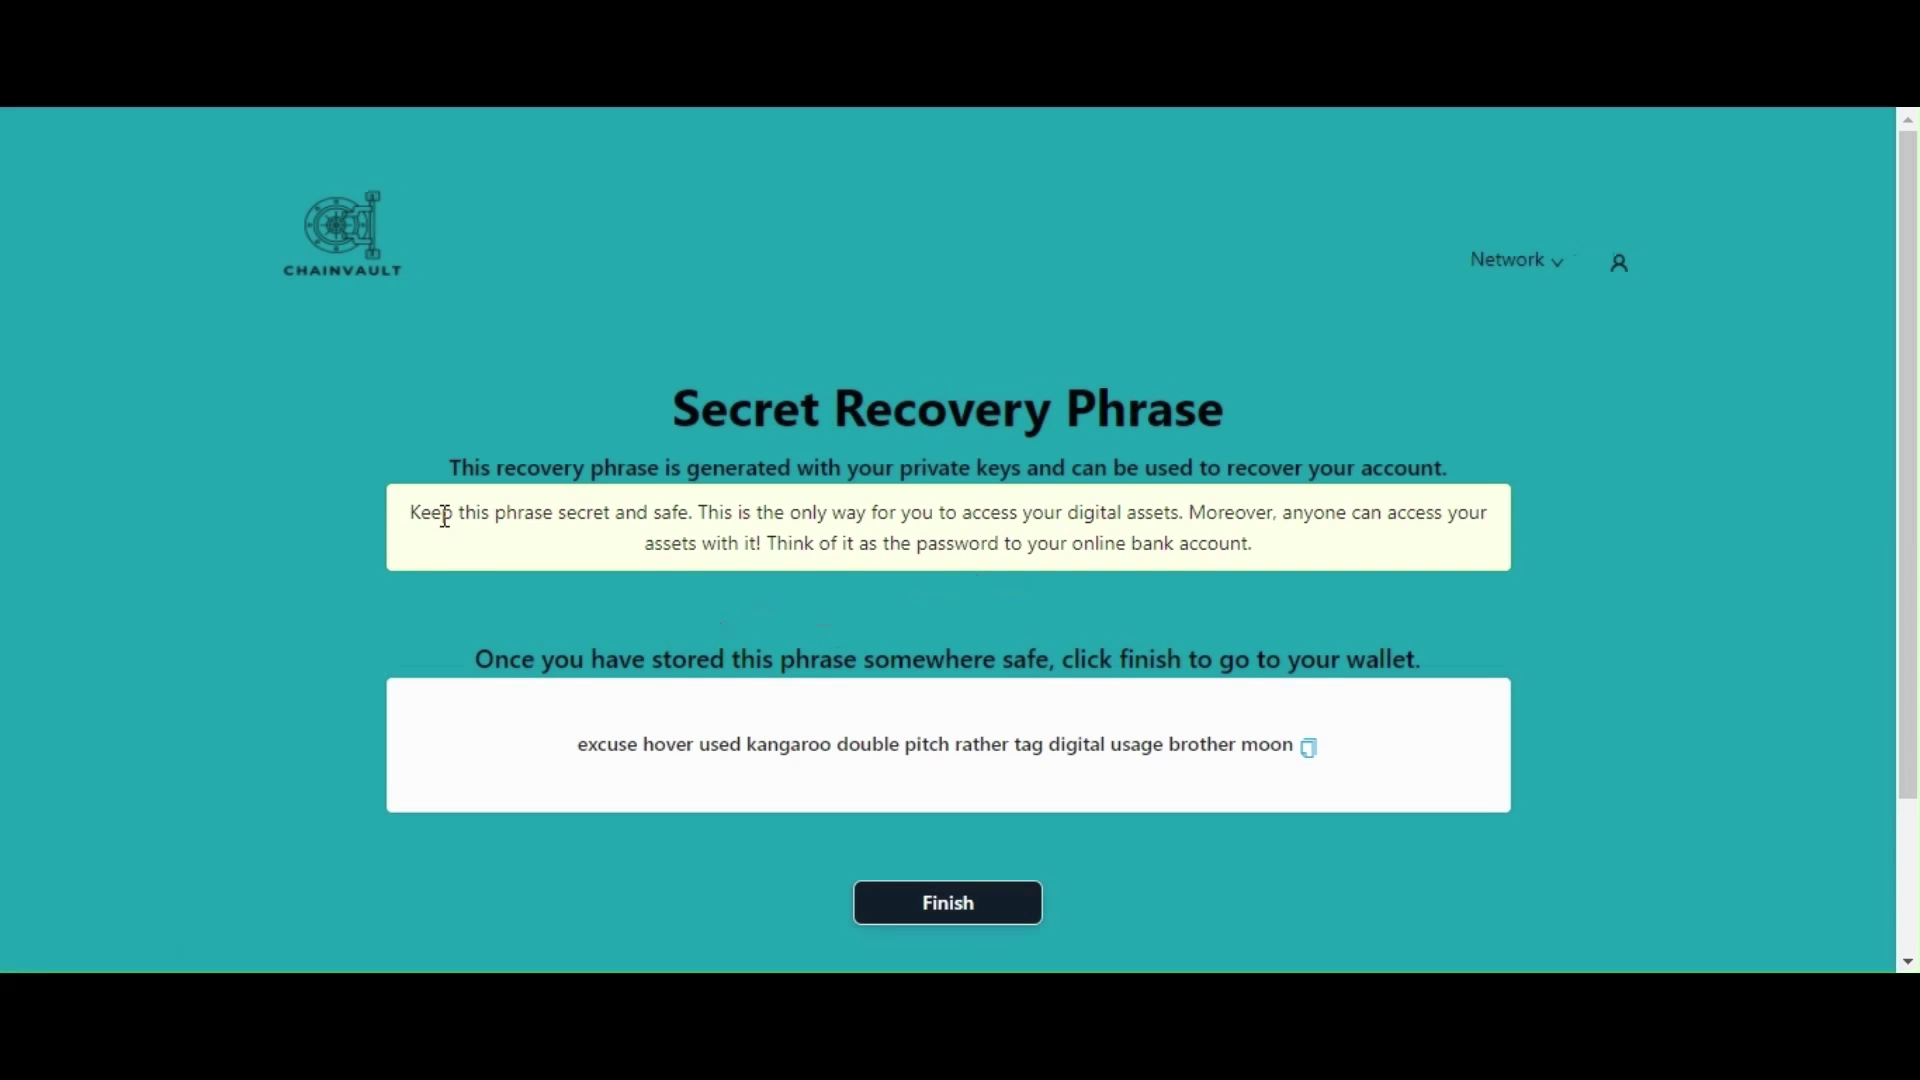 CHAINVAULT
Network
Secret Recovery Phrase
This recovery phrase is generated with your private keys and can be used to recover your account.
Keep this phrase secret and safe. This is the only way for you to access your digital assets. Moreover, anyone can access your
assets with it! Think of it as the password to your online bank account.
Once you have stored this phrase somewhere safe, click finish to go to your wallet.
excuse hover used kangaroo double pitch rather tag digital usage brother moon
Finish